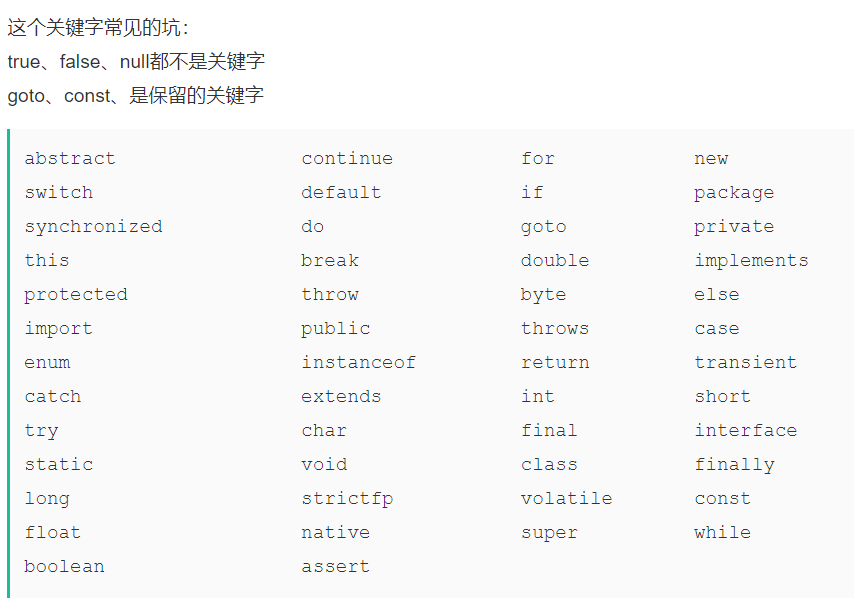 这个关键字常见的坑：
true、false、null都不是关键字
goto、const、是保留的关键字
abstract continue for new
switch default if package
synchronized do goto private
this break double implements
protected throw byte else
import public throws case
enum instanceof return transient
catch extends int short
try char final interface
static void class finally
long strictfp volatile const
float native super while
boolean assert